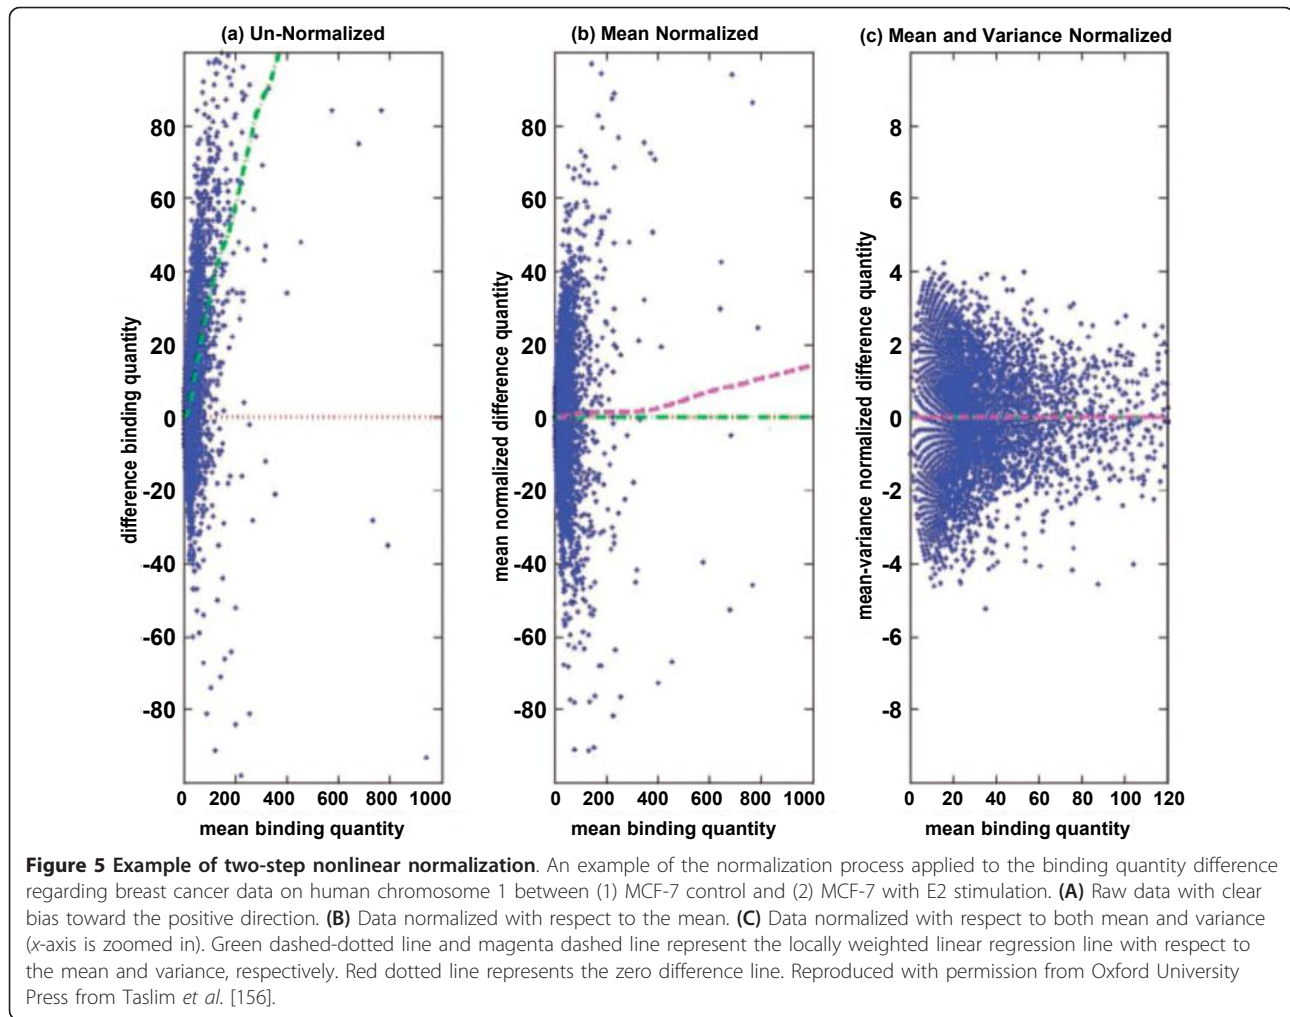 (a) Un-Normalized
(b) Mean Normalized
(c) Mean and Variance Normalized
difference binding quantity
80
60
40
20
0
-20
-40
-60
-80
0 200 400 600 800 1000
mean binding quantity
mean normalized difference quantity
80
60
40
20
0
-20
-40
-60
-80
0 200 400 600 800 1000
mean binding quantity
mean-variance normalized difference quantity
8
6
4
2
0
-2
-4
-6
-8
0 20 40 60 80 100 120
mean binding quantity
Figure 5 Example of two-step nonlinear normalization. An example of the normalization process applied to the binding quantity difference
regarding breast cancer data on human chromosome 1 between (1) MCF-7 control and (2) MCF-7 with E2 stimulation. (A) Raw data with clear
bias toward the positive direction. (B) Data normalized with respect to the mean. (C) Data normalized with respect to both mean and variance
(x-axis is zoomed in). Green dashed-dotted line and magenta dashed line represent the locally weighted linear regression line with respect to
the mean and variance, respectively. Red dotted line represents the zero difference line. Reproduced with permission from Oxford University
Press from Taslim et al. [156].